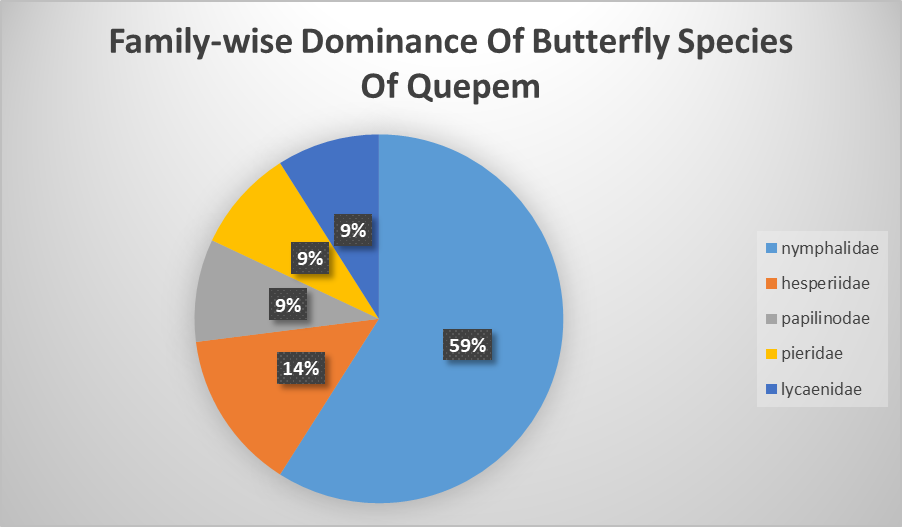 Family-wise Dominance Of Butterfly Species
Of Quepem
9%
9%
9%
14%
59%
nymphalidae
hesperiidae
papilinodae
pieridae
lycaenidae